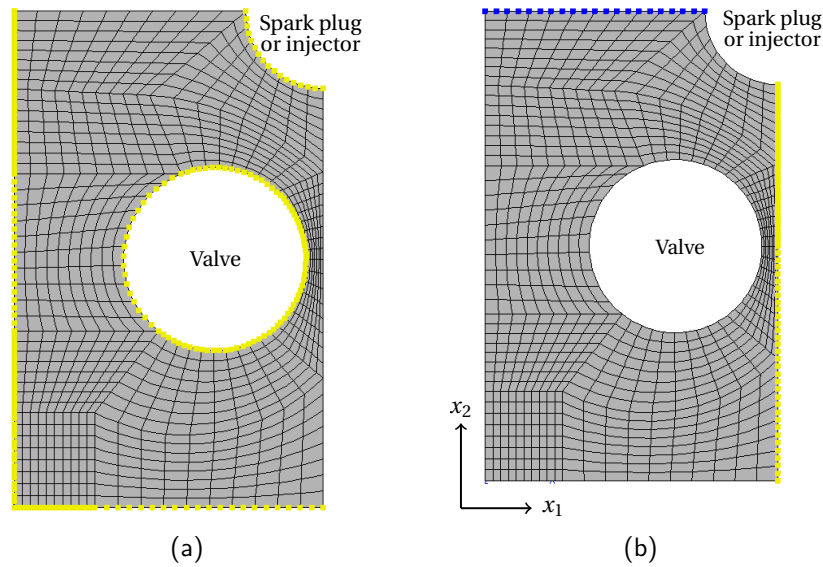 Spark plug
or injector
Valve
(a)
Spark plug
or injector
Valve
x₂
x₁
(b)